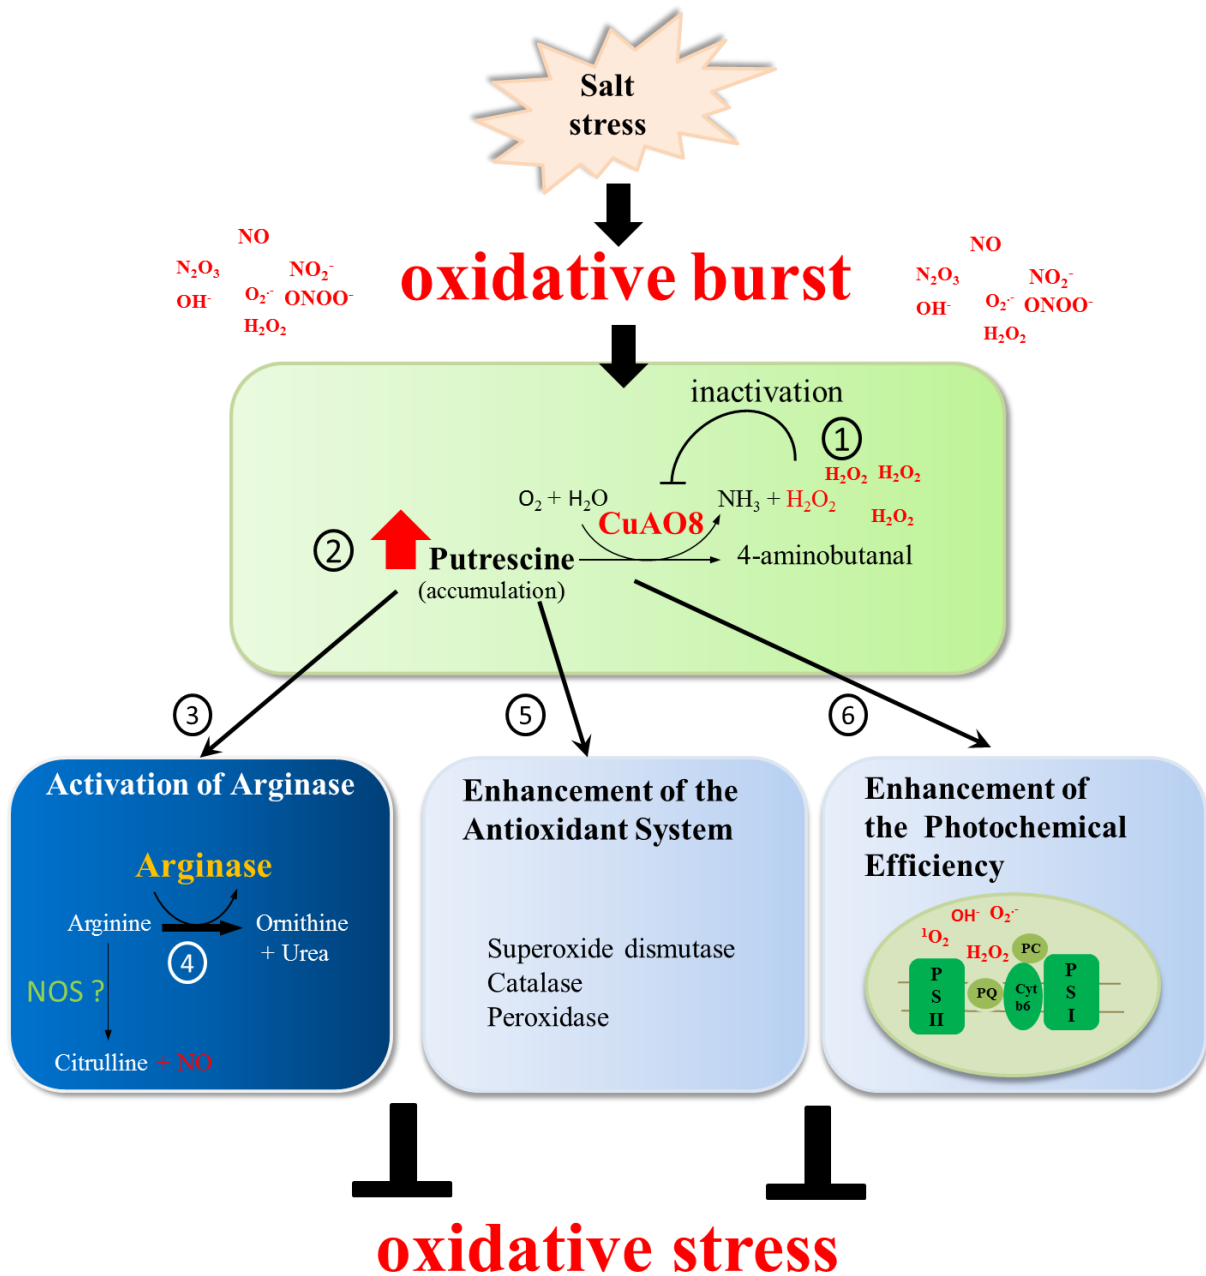 Salt
stress
NO
N₂O₃
NO₂⁻
OH⁻
O₂·⁻
ONOO⁻
H₂O₂
oxidative burst
NO
N₂O₃
NO₂⁻
OH⁻
O₂·⁻
ONOO⁻
H₂O₂
inactivation
1
H₂O₂
H₂O₂
H₂O₂
O₂ + H₂O
NH₃ + H₂O₂
CuAO8
2
Putrescine
(accumulation)
4-aminobutanal
3
5
6
Activation of Arginase
Arginase
Arginine
Ornithine
+ Urea
4
NOS ?
Citrulline + NO
Enhancement of the
Antioxidant System
Superoxide dismutase
Catalase
Peroxidase
Enhancement of
the Photochemical
Efficiency
OH⁻
O₂·⁻
¹O₂
H₂O₂
PC
P
S
II
PQ
Cyt
b6
P
S
I
oxidative stress